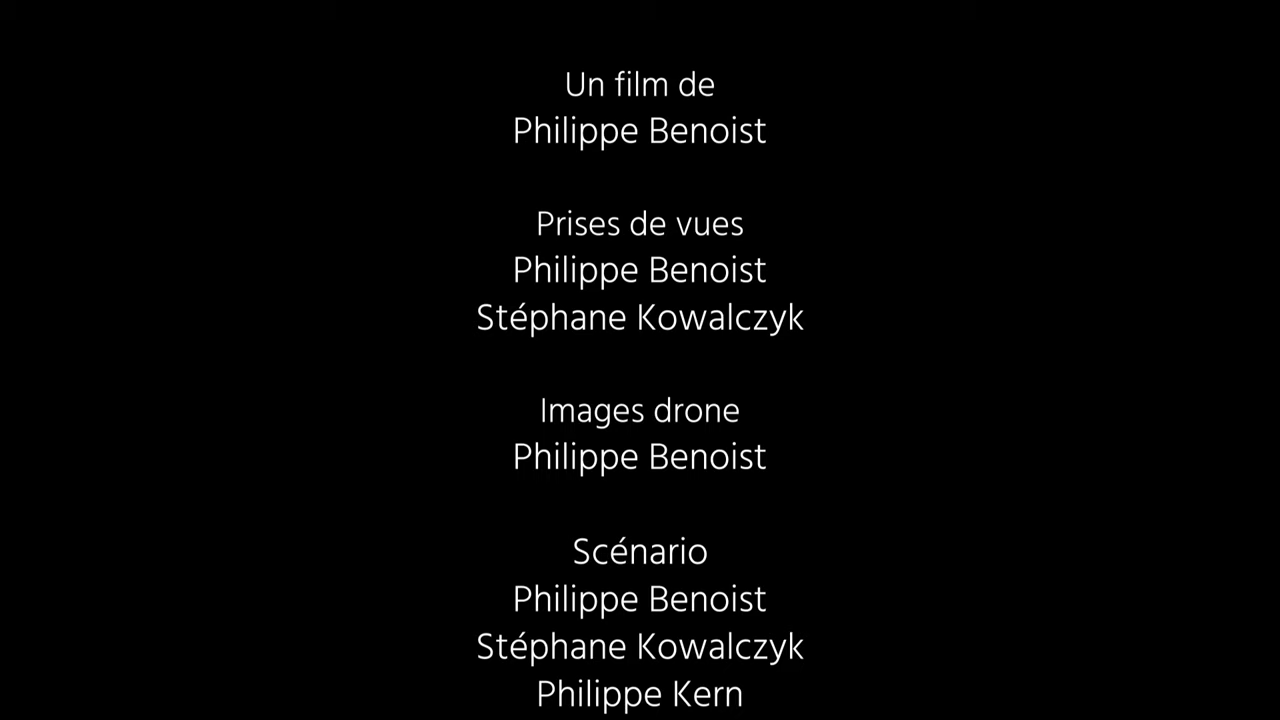 Un film de
Philippe Benoist
Prises de vues
Philippe Benoist
Stéphane Kowalczyk
Images drone
Philippe Benoist
Scénario
Philippe Benoist
Stéphane Kowalczyk
Philippe Kern